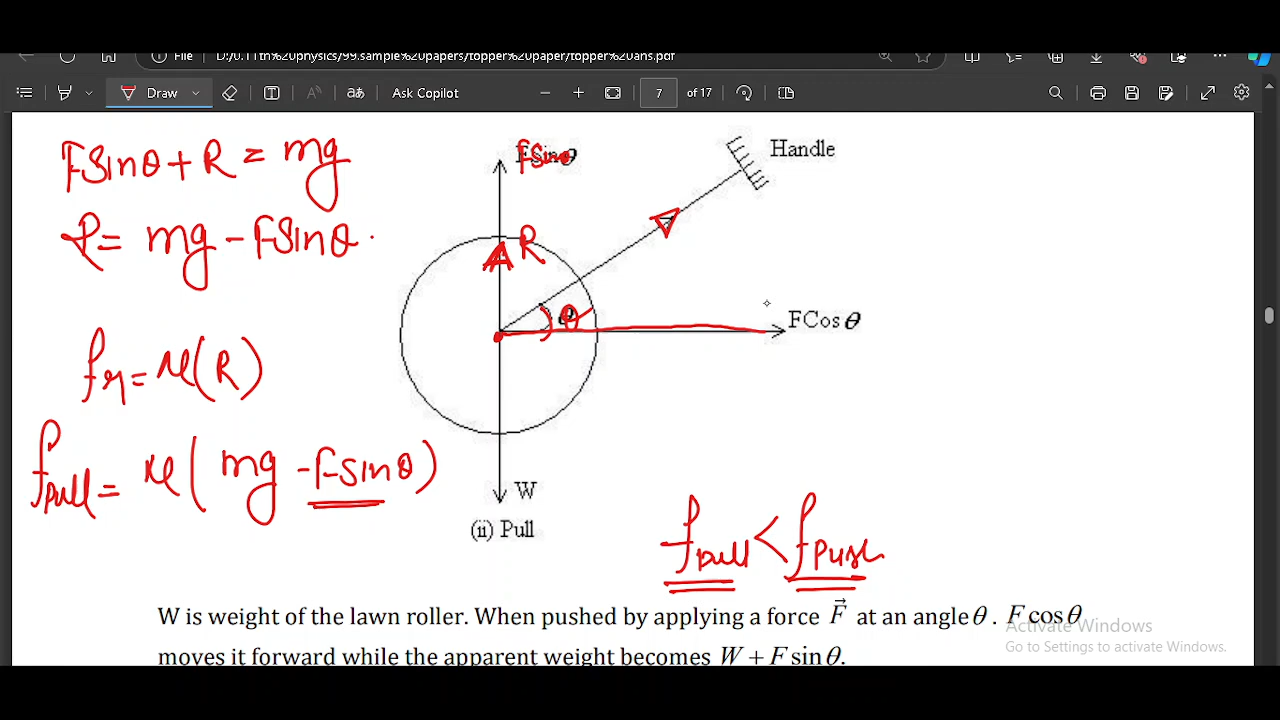 File D:/0.11th%20physics/99.sample%20papers/topper%20paper/topper%20ans.pdf
Draw Ask Copilot 7 of 17
Fsinθ + R = mg
R = mg - Fsinθ
Fsinθ
R
Handle
θ
FCosθ
fr = μ(R)
fpull = μ(mg - Fsinθ)
W
(ii) Pull
fpull < fpush
W is weight of the lawn roller. When pushed by applying a force F⃗ at an angle θ . F cosθ
moves it forward while the apparent weight becomes W + F sinθ.
Activate Windows
Go to Settings to activate Windows.